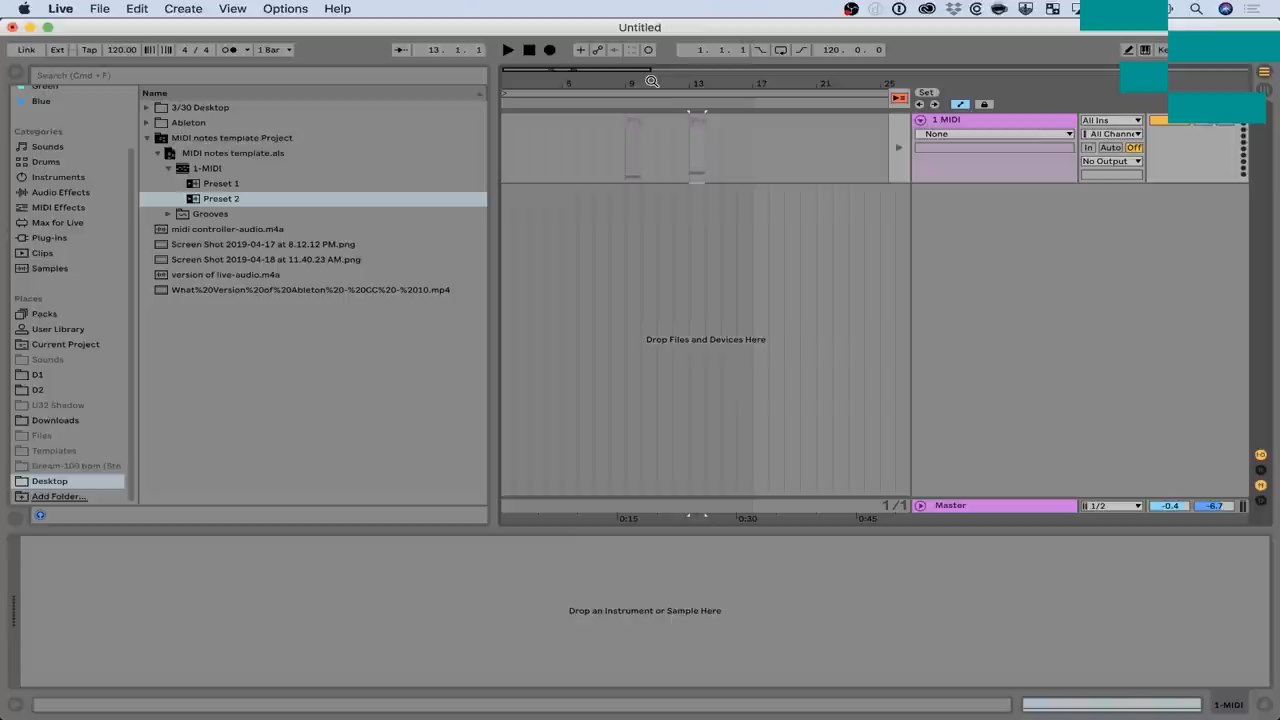 Live File Edit Create View Options Help
Untitled
Link Ext Tap 120.00 4 / 4 1 Bar 13. 1. 1 1. 1. 1 120. 0. 0 Ke
Search (Cmd + F)
Green
Blue
Categories
Sounds
Drums
Instruments
Audio Effects
MIDI Effects
Max for Live
Plug-ins
Clips
Samples
Places
Packs
User Library
Current Project
Sounds
D1
D2
U32 Shadow
Downloads
Files
Templates
Desktop
Add Folder...
Name
3/30 Desktop
Ableton
MIDI notes template Project
MIDI notes template.als
1-MIDI
Preset 1
Preset 2
Grooves
midi controller-audio.m4a
Screen Shot 2019-04-17 at 8.12.12 PM.png
Screen Shot 2019-04-18 at 11.40.23 AM.png
version of live-audio.m4a
What%20Version%20of%20Ableton%20-%20CC%20-%2010.mp4
5 9 13 17 21 25
Set
1 MIDI
None
All Ins
All Channe
In Auto Off
No Output
Drop Files and Devices Here
1/1
Master 1/2 -0.4 -6.7
0:15 0:30 0:45
Drop an Instrument or Sample Here
1-MIDI